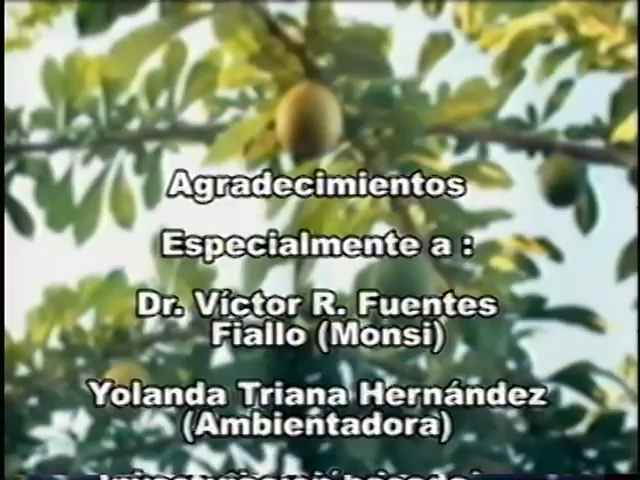 Agradecimientos
Especialmente a :
Dr. Víctor R. Fuentes
Fiallo (Monsi)
Yolanda Triana Hernández
(Ambientadora)